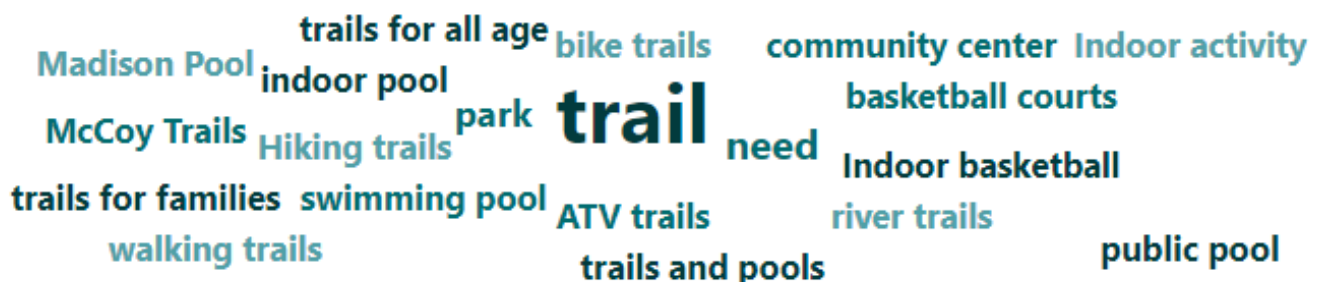 trails for all age
bike trails
community center
Indoor activity
Madison Pool
indoor pool
basketball courts
trail
park
McCoy Trails
Hiking trails
need
Indoor basketball
trails for families
swimming pool
ATV trails
river trails
walking trails
public pool
trails and pools